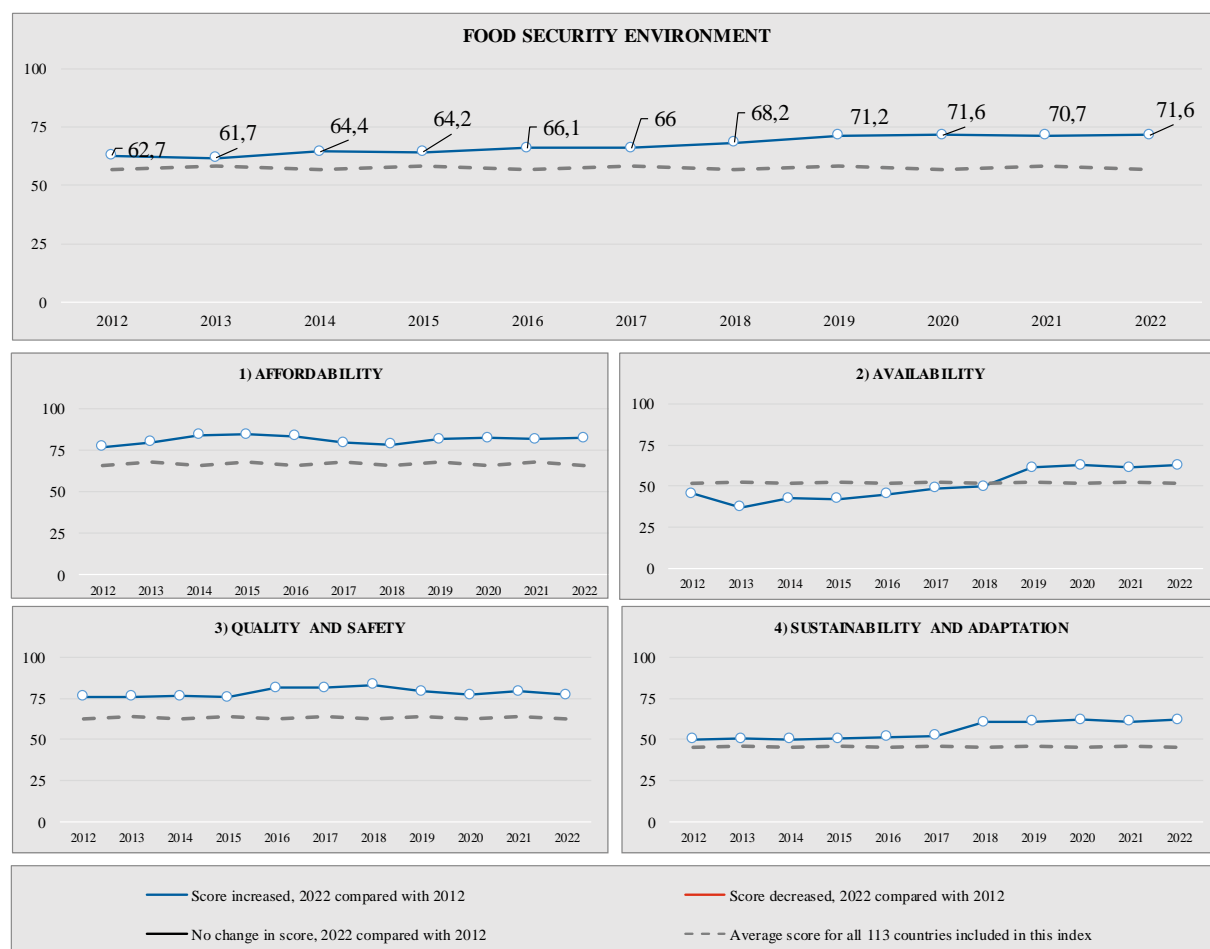 FOOD SECURITY ENVIRONMENT
100
75
50
25
0
62,7
61,7
64,4
64,2
66,1
66
68,2
71,2
71,6
70,7
71,6
2012 2013 2014 2015 2016 2017 2018 2019 2020 2021 2022
1) AFFORDABILITY
100
75
50
25
0
2012 2013 2014 2015 2016 2017 2018 2019 2020 2021 2022
2) AVAILABILITY
100
75
50
25
0
2012 2013 2014 2015 2016 2017 2018 2019 2020 2021 2022
3) QUALITY AND SAFETY
100
75
50
25
0
2012 2013 2014 2015 2016 2017 2018 2019 2020 2021 2022
4) SUSTAINABILITY AND ADAPTATION
100
75
50
25
0
2012 2013 2014 2015 2016 2017 2018 2019 2020 2021 2022
Score increased, 2022 compared with 2012
Score decreased, 2022 compared with 2012
No change in score, 2022 compared with 2012
Average score for all 113 countries included in this index